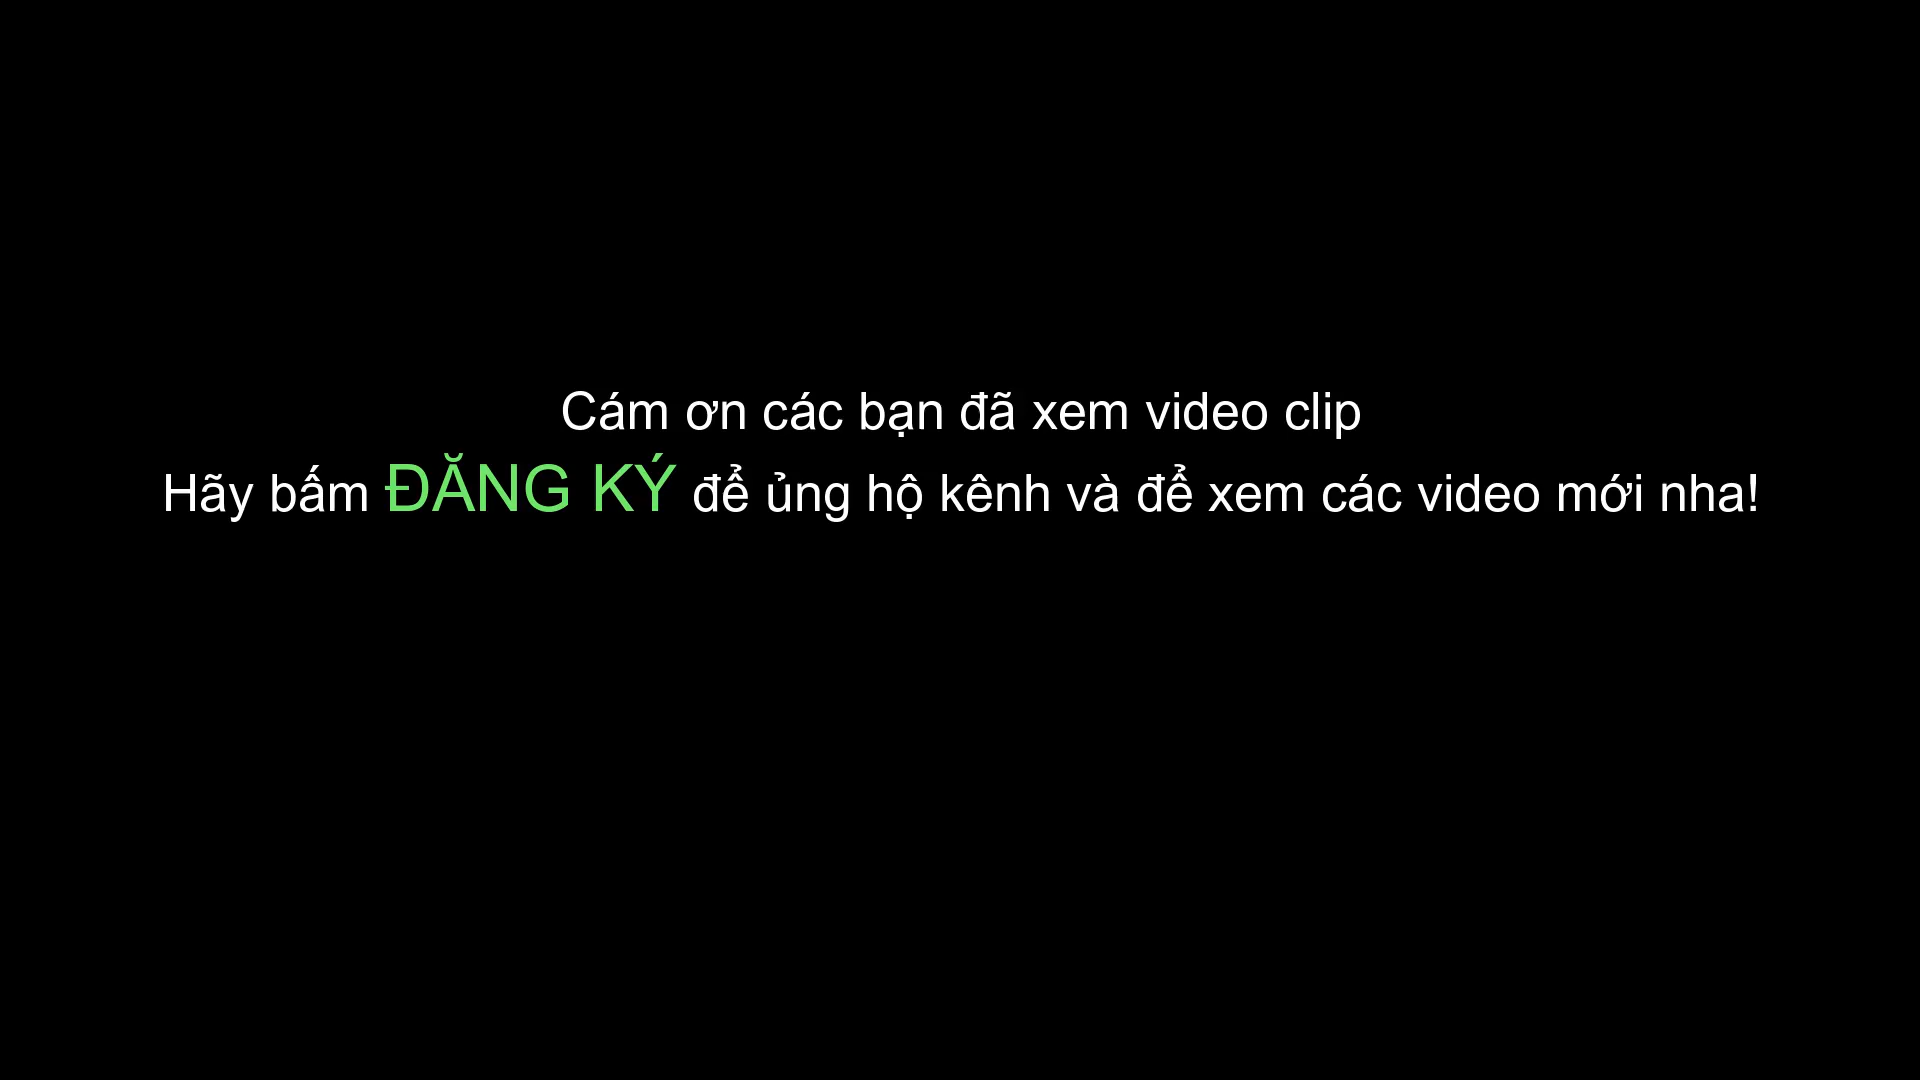 Cám ơn các bạn đã xem video clip
Hãy bấm ĐĂNG KÝ để ủng hộ kênh và để xem các video mới nha!